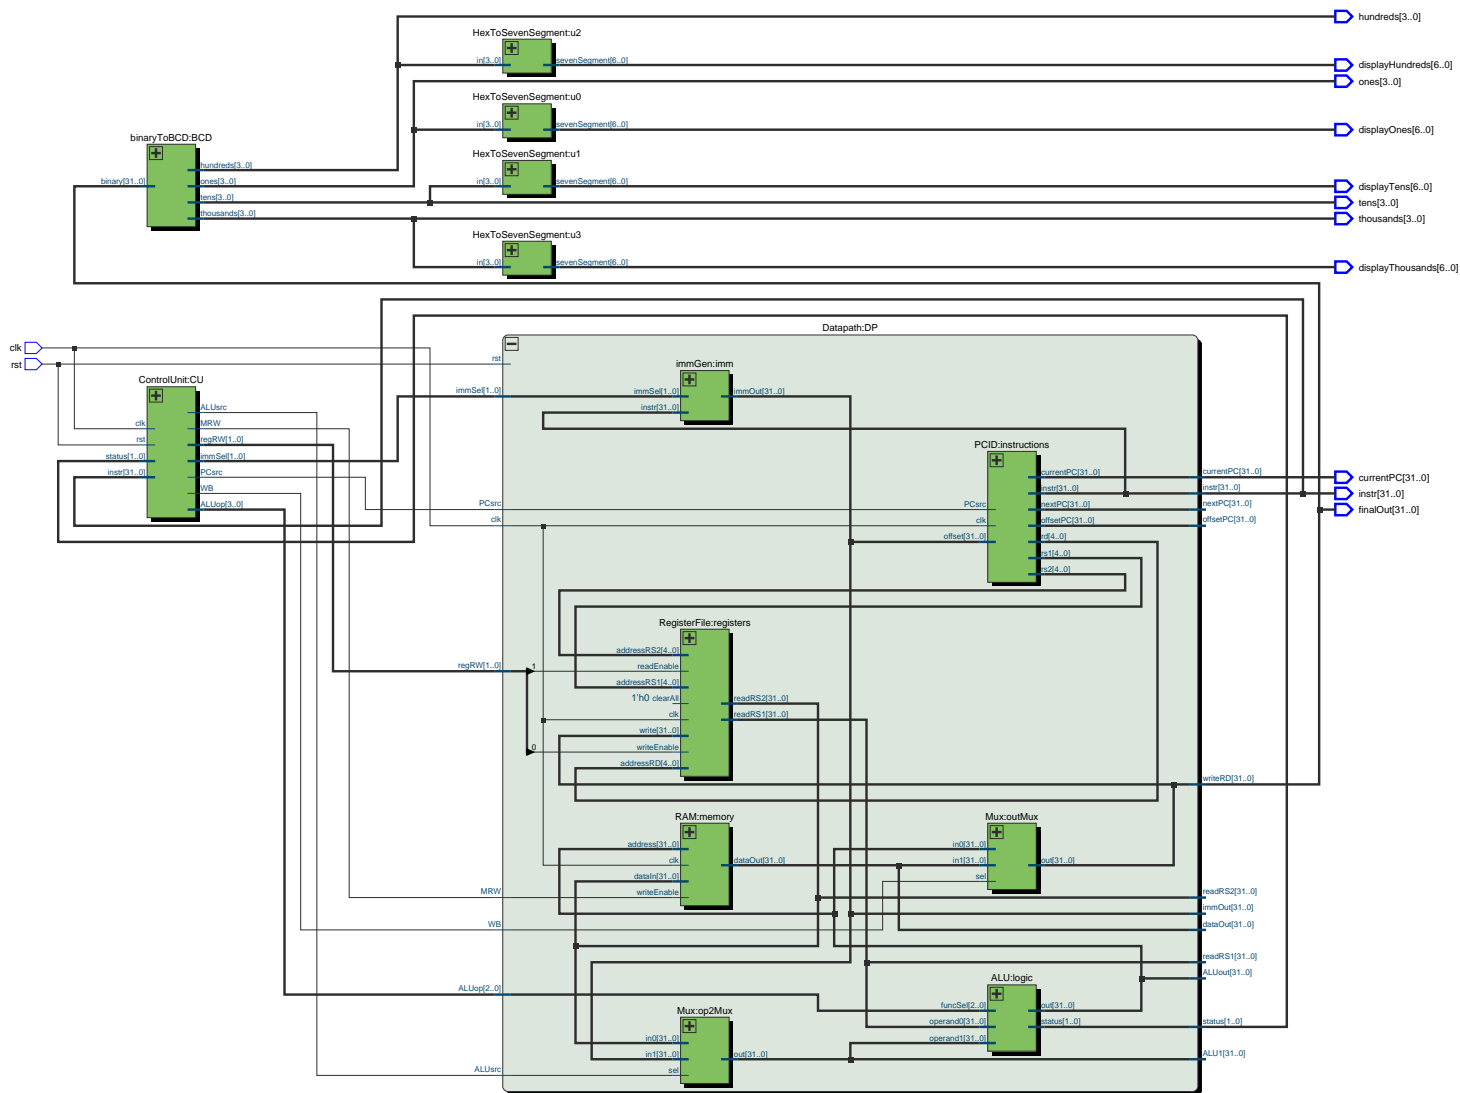 hundreds[3..0]
HexToSevenSegment:u2
in[3..0]
sevenSegment[6..0]
displayHundreds[6..0]
ones[3..0]
HexToSevenSegment:u0
in[3..0]
sevenSegment[6..0]
displayOnes[6..0]
binaryToBCD:BCD
binary[31..0]
hundreds[3..0]
ones[3..0]
tens[3..0]
thousands[3..0]
HexToSevenSegment:u1
in[3..0]
sevenSegment[6..0]
displayTens[6..0]
tens[3..0]
thousands[3..0]
HexToSevenSegment:u3
in[3..0]
sevenSegment[6..0]
displayThousands[6..0]
clk
rst
ControlUnit:CU
clk
rst
status[1..0]
instr[31..0]
ALUsrc
MRW
regRW[1..0]
immSel[1..0]
PCsrc
WB
ALUop[3..0]
Datapath:DP
rst
immSel[1..0]
PCsrc
clk
regRW[1..0]
MRW
WB
ALUop[2..0]
ALUsrc
immGen:imm
immSel[1..0]
instr[31..0]
immOut[31..0]
PCID:instructions
PCsrc
clk
offset[31..0]
currentPC[31..0]
instr[31..0]
nextPC[31..0]
offsetPC[31..0]
rd[4..0]
rs1[4..0]
rs2[4..0]
currentPC[31..0]
instr[31..0]
nextPC[31..0]
offsetPC[31..0]
currentPC[31..0]
instr[31..0]
finalOut[31..0]
RegisterFile:registers
addressRS2[4..0]
1
readEnable
addressRS1[4..0]
1'h0 clearAll
clk
write[31..0]
0
writeEnable
addressRD[4..0]
readRS2[31..0]
readRS1[31..0]
writeRD[31..0]
RAM:memory
address[31..0]
clk
dataIn[31..0]
writeEnable
dataOut[31..0]
Mux:outMux
in0[31..0]
in1[31..0]
sel
out[31..0]
readRS2[31..0]
immOut[31..0]
dataOut[31..0]
readRS1[31..0]
ALUout[31..0]
ALU:logic
funcSel[2..0]
operand0[31..0]
operand1[31..0]
out[31..0]
status[1..0]
status[1..0]
Mux:op2Mux
in0[31..0]
in1[31..0]
sel
out[31..0]
ALU1[31..0]